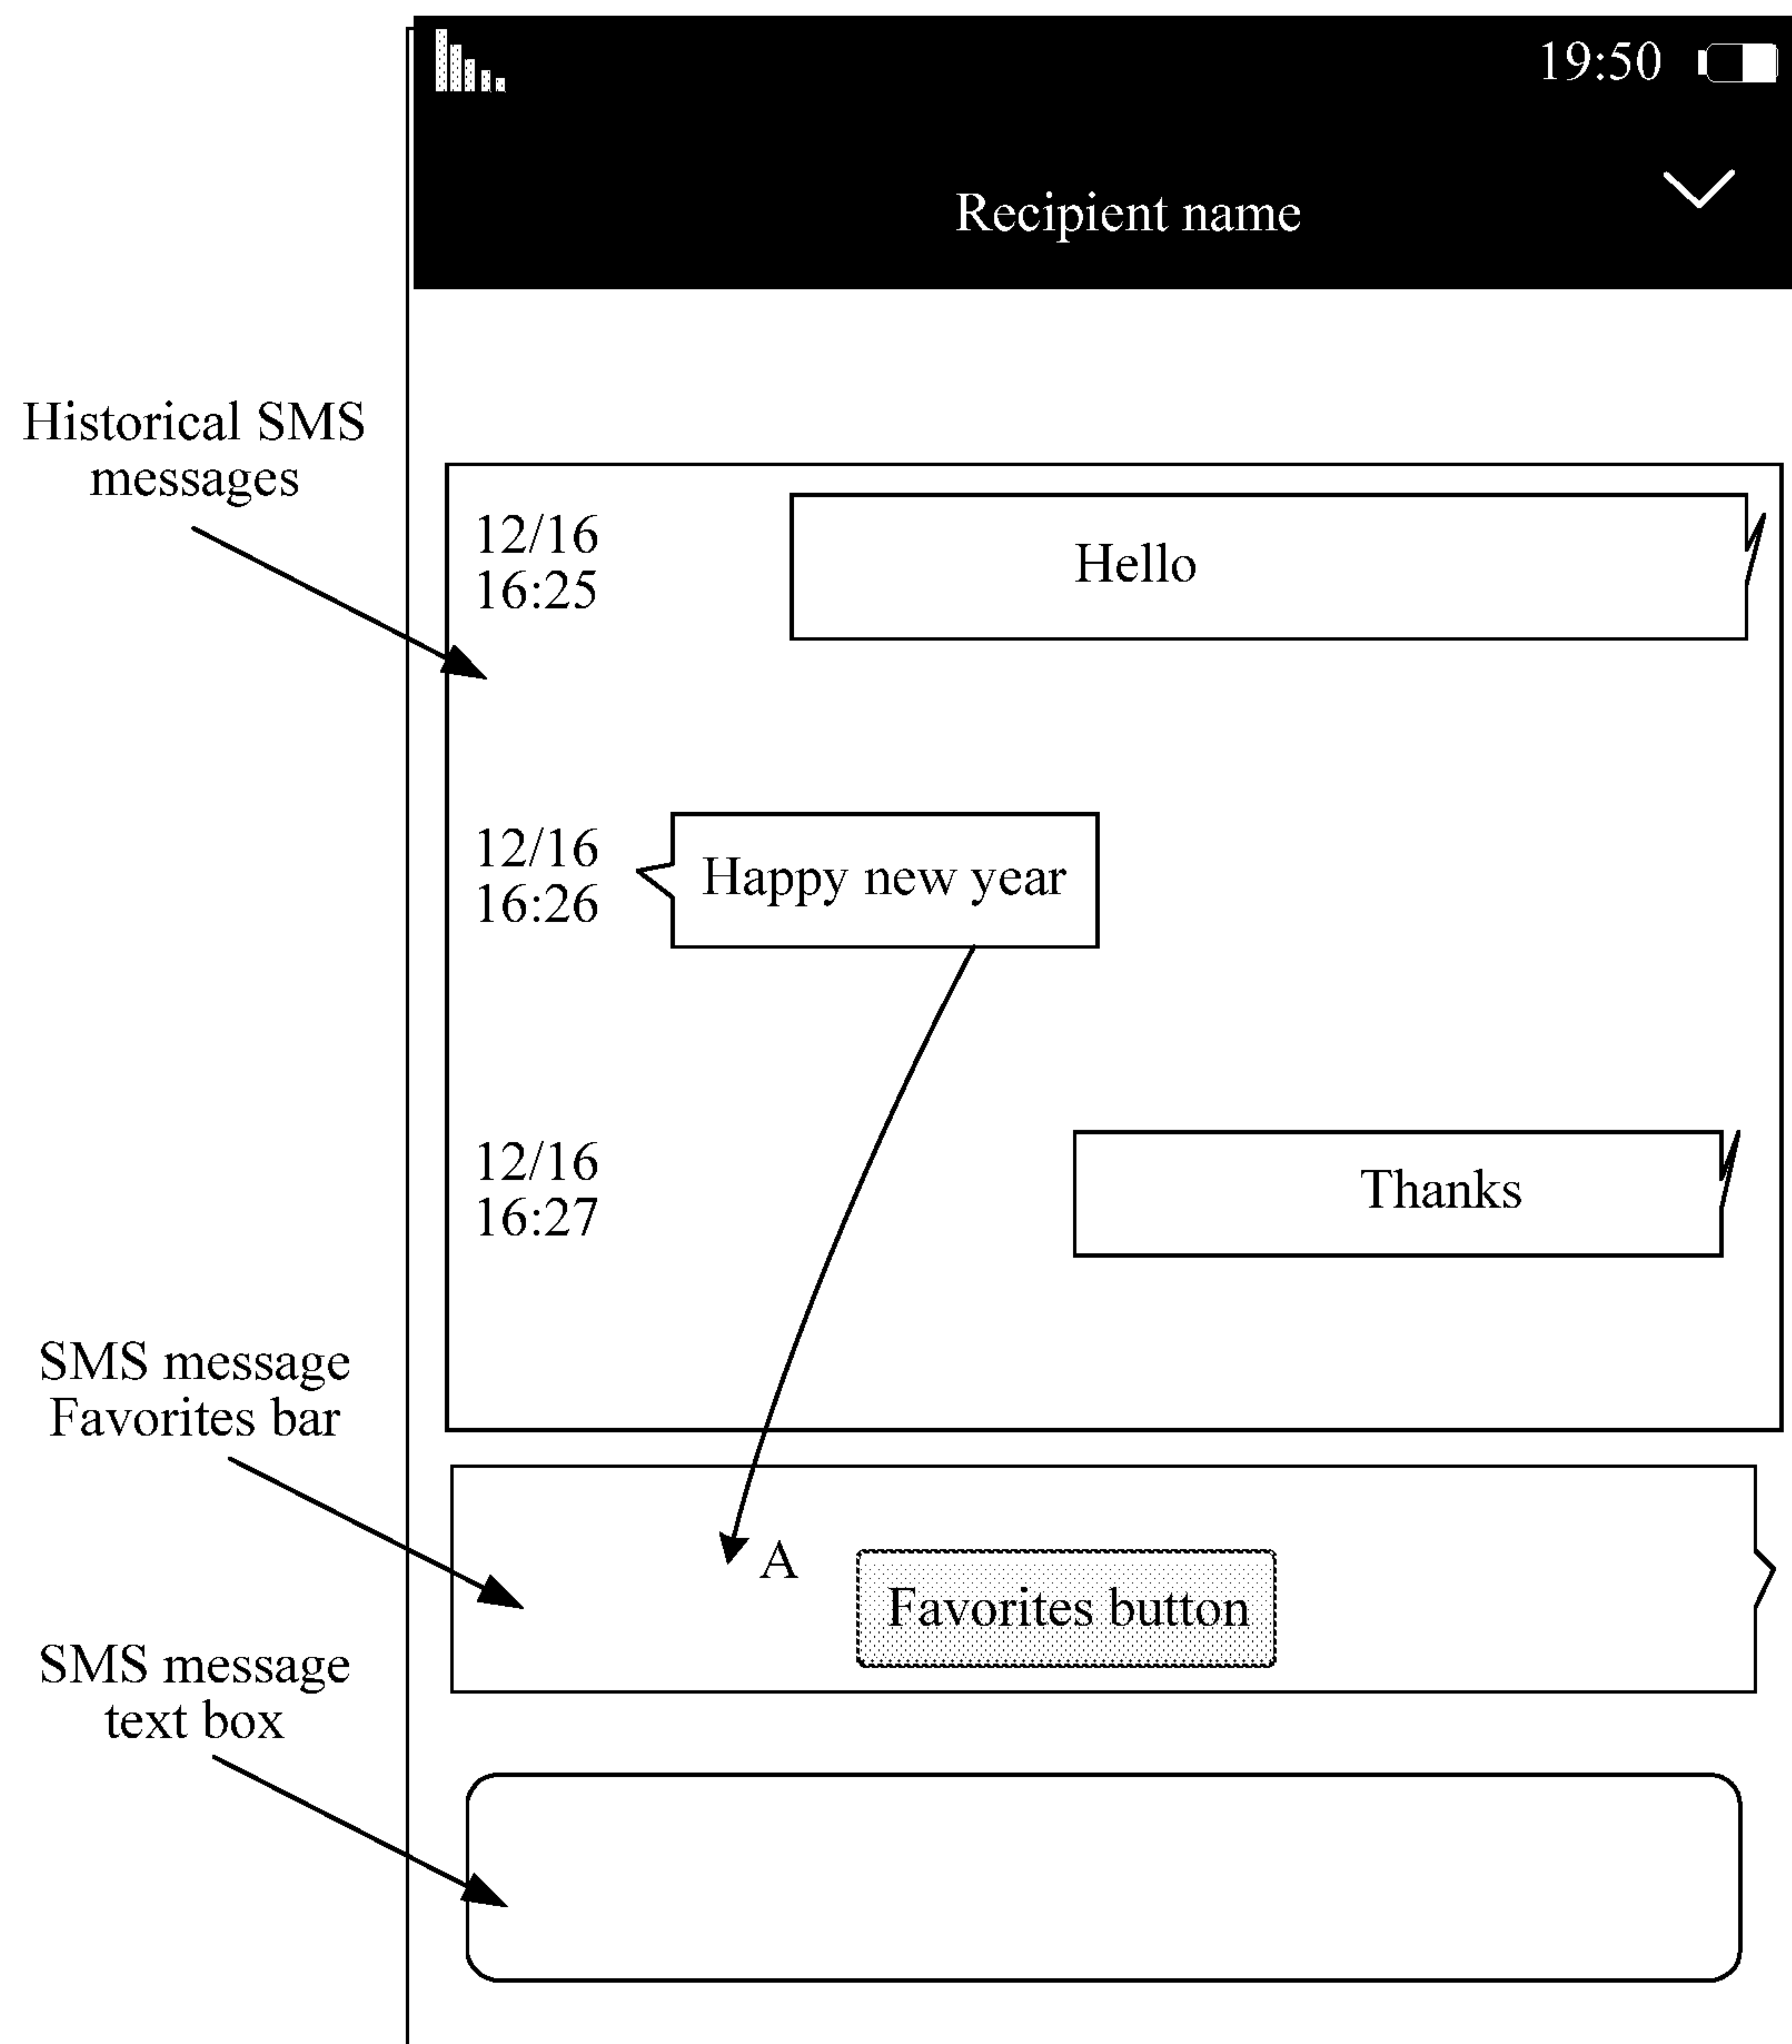 19:50
Recipient name
Historical SMS
messages
12/16
16:25
Hello
12/16
16:26
Happy new year
12/16
16:27
Thanks
SMS message
Favorites bar
A
Favorites button
SMS message
text box